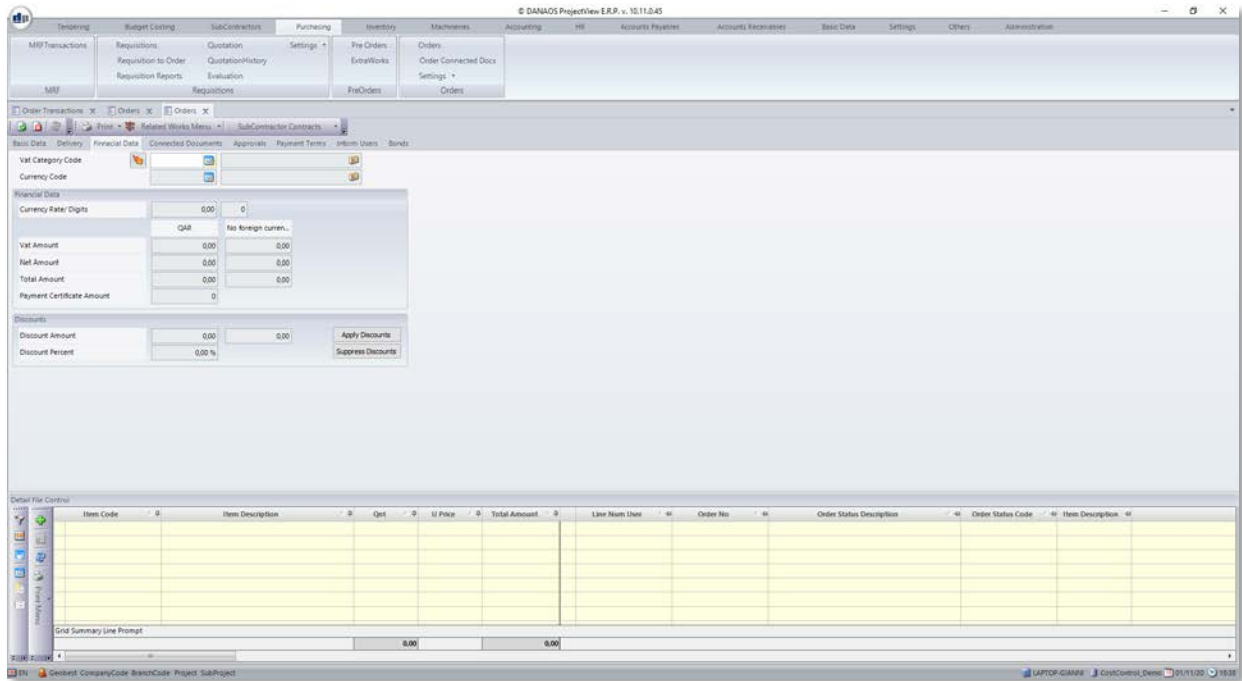 © DANAOS ProjectView E.R.P. v. 10.11.0.45
Tendering Budget Costing SubContractors Purchasing Inventory Machineries Accounting HR Accounts Payables Accounts Receivables Basic Data Settings Others Administration
MRFTransactions Requisitions Quotation Settings Pre Orders Orders
Requisition to Order QuotationHistory ExtraWorks Order Connected Docs
Requisition Reports Evaluation Settings
MRF Requisitions PreOrders Orders
Order Transactions x Orders x Orders x
Print Related Works Menu SubContractor Contracts
Basic Data Delivery Financial Data Connected Documents Approvals Payment Terms Inform Users Bonds
Vat Category Code
Currency Code
Financial Data
Currency Rate/ Digits 0,00 0
QAR No foreign curren...
Vat Amount 0,00 0,00
Net Amount 0,00 0,00
Total Amount 0,00 0,00
Payment Certificate Amount 0
Discounts
Discount Amount 0,00 0,00 Apply Discounts
Discount Percent 0,00 % Suppress Discounts
Detail File Control
Item Code Item Description Qnt U Price Total Amount Line Num User Order No Order Status Description Order Status Code Item Description
Print Menu
Grid Summary Line Prompt
0,00 0,00
EN Geobest CompanyCode BranchCode Project SubProject LAPTOP-GIANNI CostControl_Demo 01/11/20 16:38